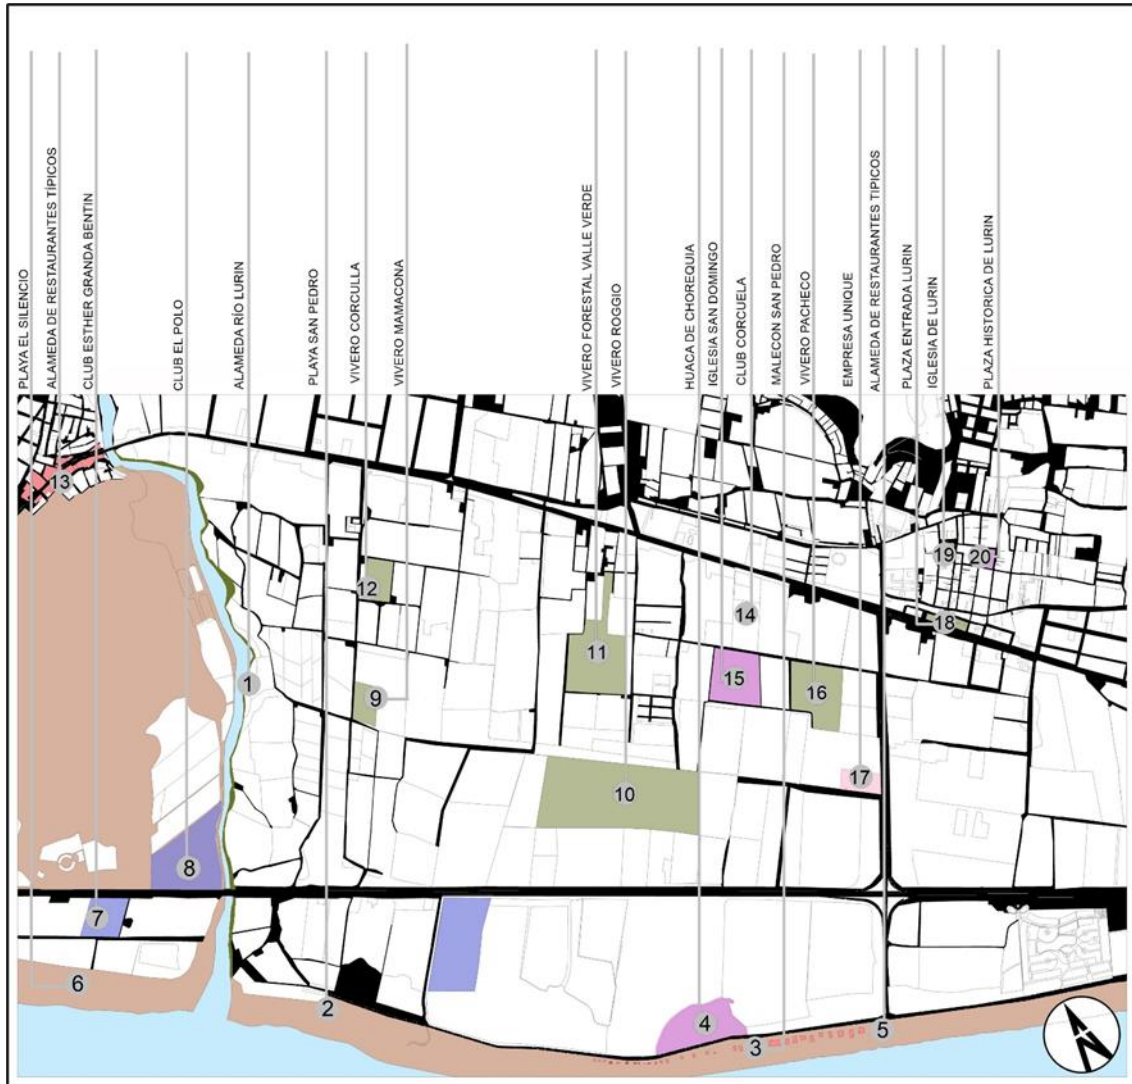 PLAYA EL SILENCIO
ALAMEDA DE RESTAURANTES TÍPICOS
CLUB ESTHER GRANDA BENTIN
CLUB EL POLO
ALAMEDA RÍO LURIN
PLAYA SAN PEDRO
VIVERO CORCULLA
VIVERO MAMACONA
VIVERO FORESTAL VALLE VERDE
VIVERO ROGGIO
HUACA DE CHOREQUIA
IGLESIA SAN DOMINGO
CLUB CORCUELA
MALECON SAN PEDRO
VIVERO PACHECO
EMPRESA UNIQUE
ALAMEDA DE RESTAURANTES TIPICOS
PLAZA ENTRADA LURIN
IGLESIA DE LURIN
PLAZA HISTORICA DE LURIN
13
19
20
12
14
18
11
15
1
9
16
17
10
8
7
6
2
4
3
5
N